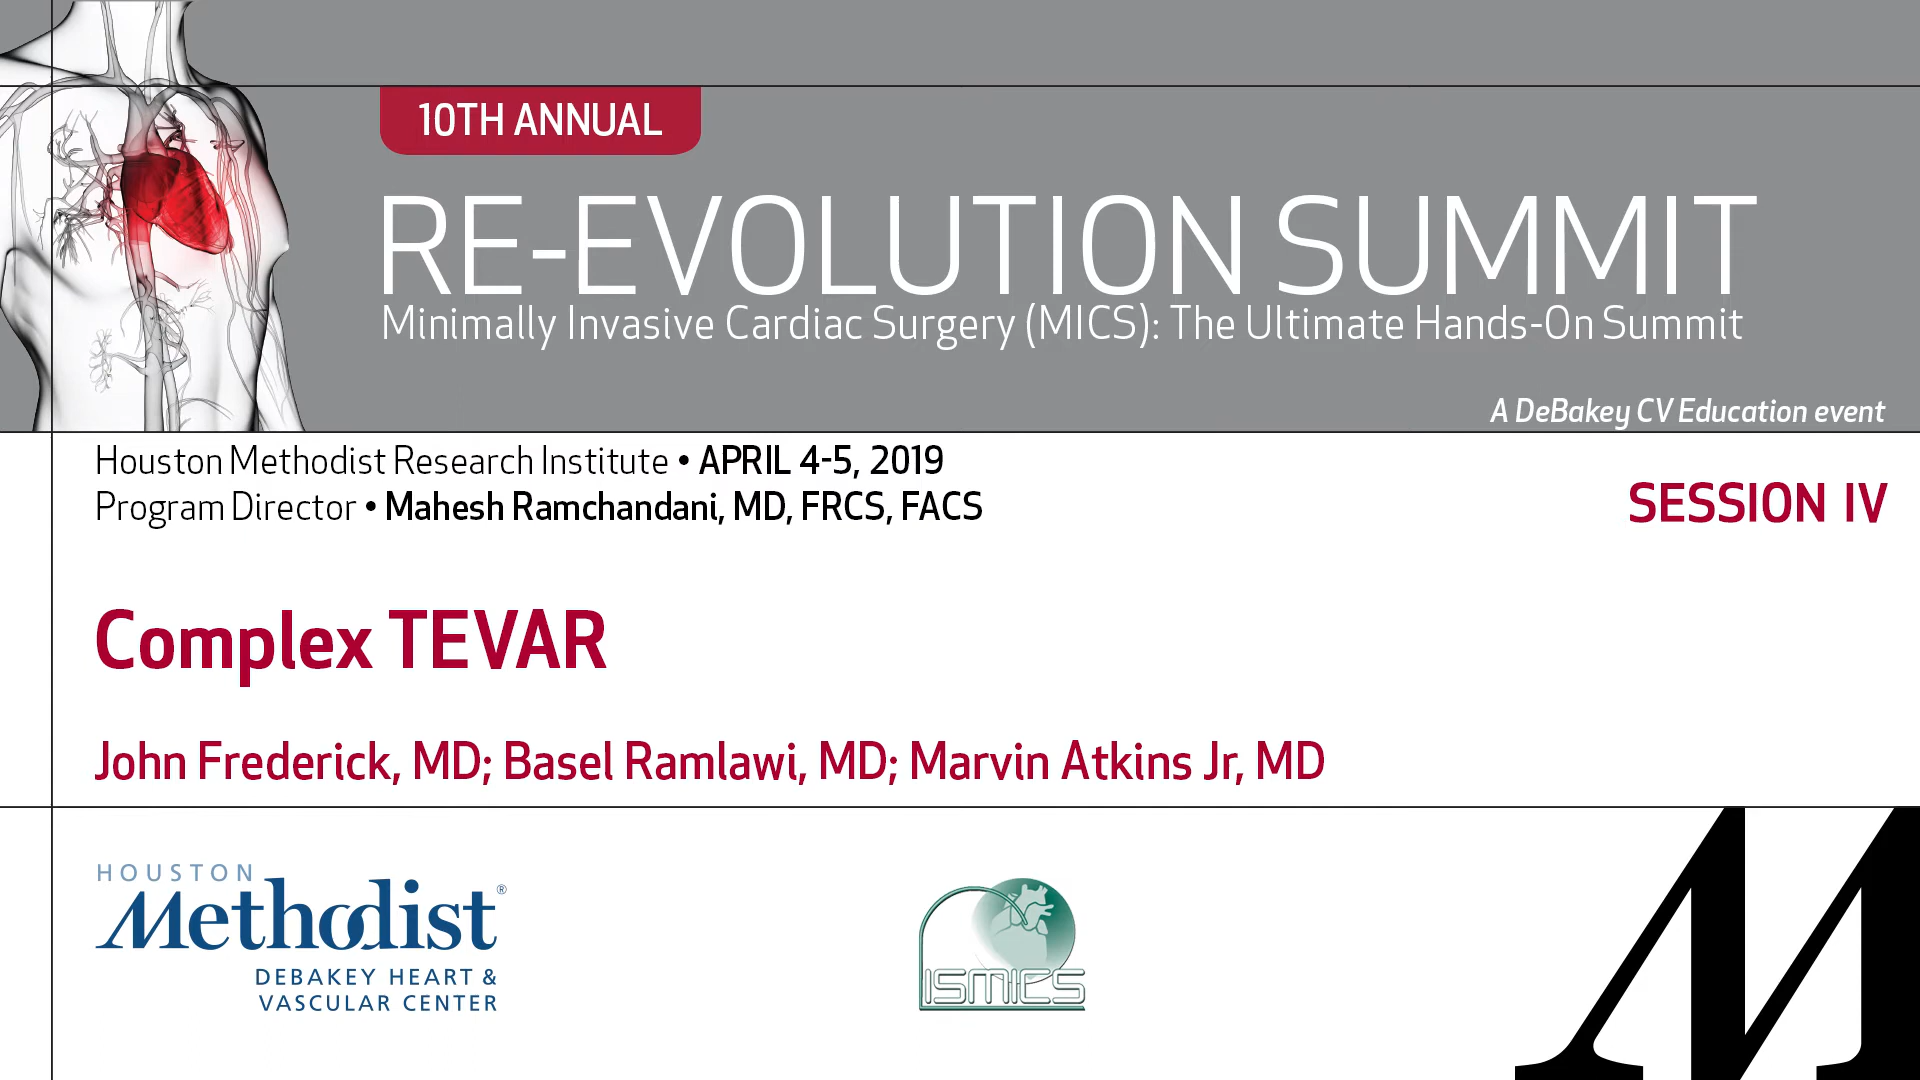 10TH ANNUAL
RE-EVOLUTION SUMMIT
Minimally Invasive Cardiac Surgery (MICS): The Ultimate Hands-On Summit
A DeBakey CV Education event
Houston Methodist Research Institute • APRIL 4-5, 2019
Program Director • Mahesh Ramchandani, MD, FRCS, FACS
SESSION IV
Complex TEVAR
John Frederick, MD; Basel Ramlawi, MD; Marvin Atkins Jr, MD
HOUSTON
Methodist®
DEBAKEY HEART &
VASCULAR CENTER
ISMICS
M